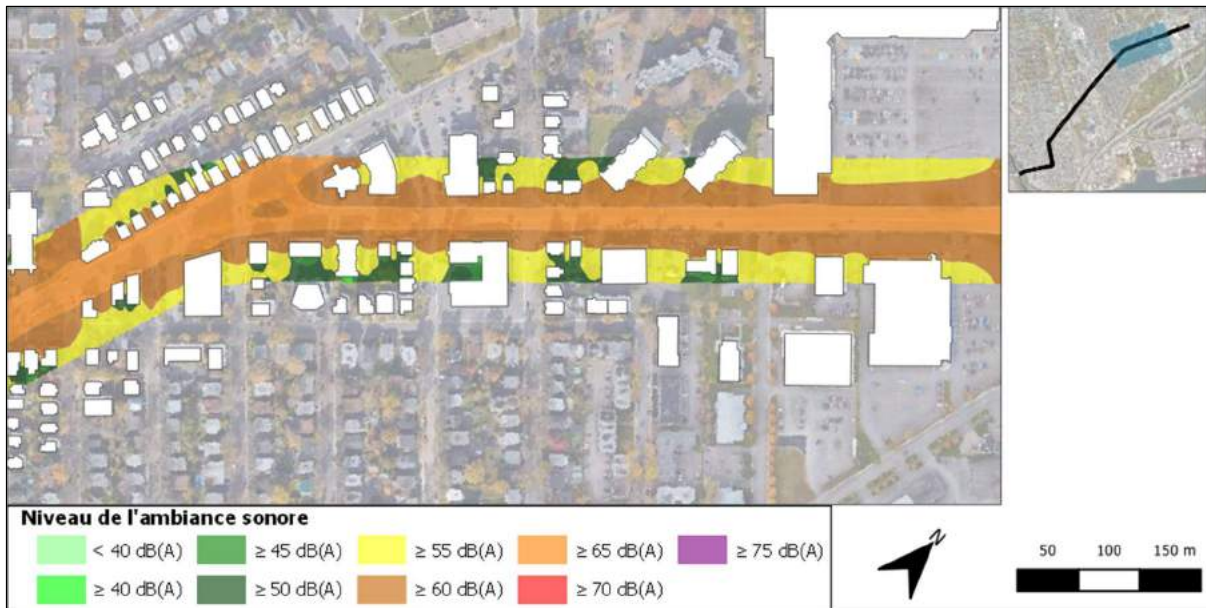 Niveau de l'ambiance sonore
< 40 dB(A)
≥ 45 dB(A)
≥ 55 dB(A)
≥ 65 dB(A)
≥ 75 dB(A)
≥ 40 dB(A)
≥ 50 dB(A)
≥ 60 dB(A)
≥ 70 dB(A)
N
50 100 150 m